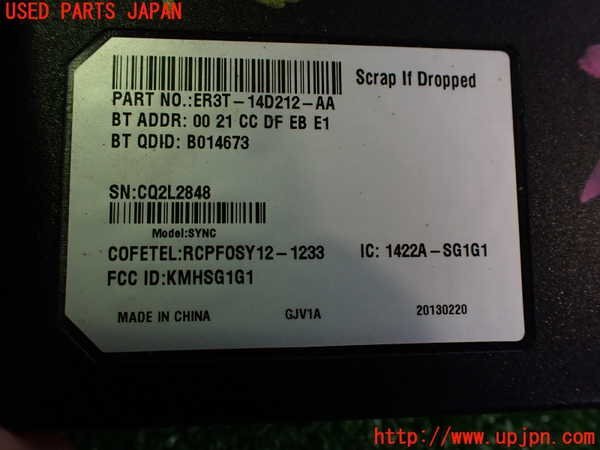 USED PARTS JAPAN
Scrap If Dropped
PART NO.:ER3T-14D212-AA
BT ADDR: 00 21 CC DF EB E1
BT QDID: B014673
SN:CQ2L2848
Model:SYNC
COFETEL:RCPFOSY12-1233 IC: 1422A-SG1G1
FCC ID:KMHSG1G1
MADE IN CHINA GJV1A 20130220
http://www.upjpn.com/